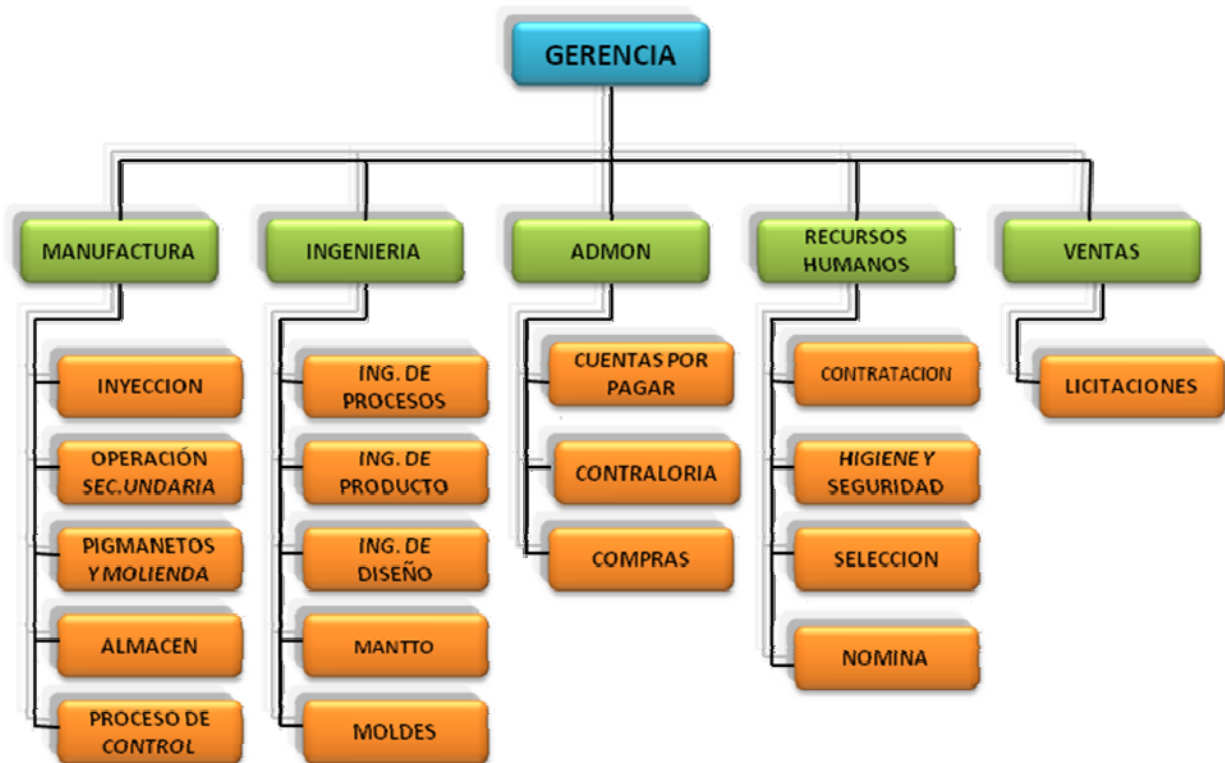 GERENCIA
MANUFACTURA
INGENIERIA
ADMON
RECURSOS
HUMANOS
VENTAS
INYECCION
OPERACIÓN
SEC.UNDARIA
PIGMANETOS
Y MOLIENDA
ALMACEN
PROCESO DE
CONTROL
ING. DE
PROCESOS
ING. DE
PRODUCTO
ING. DE
DISEÑO
MANTTO
MOLDES
CUENTAS POR
PAGAR
CONTRALORIA
COMPRAS
CONTRATACION
HIGIENE Y
SEGURIDAD
SELECCION
NOMINA
LICITACIONES